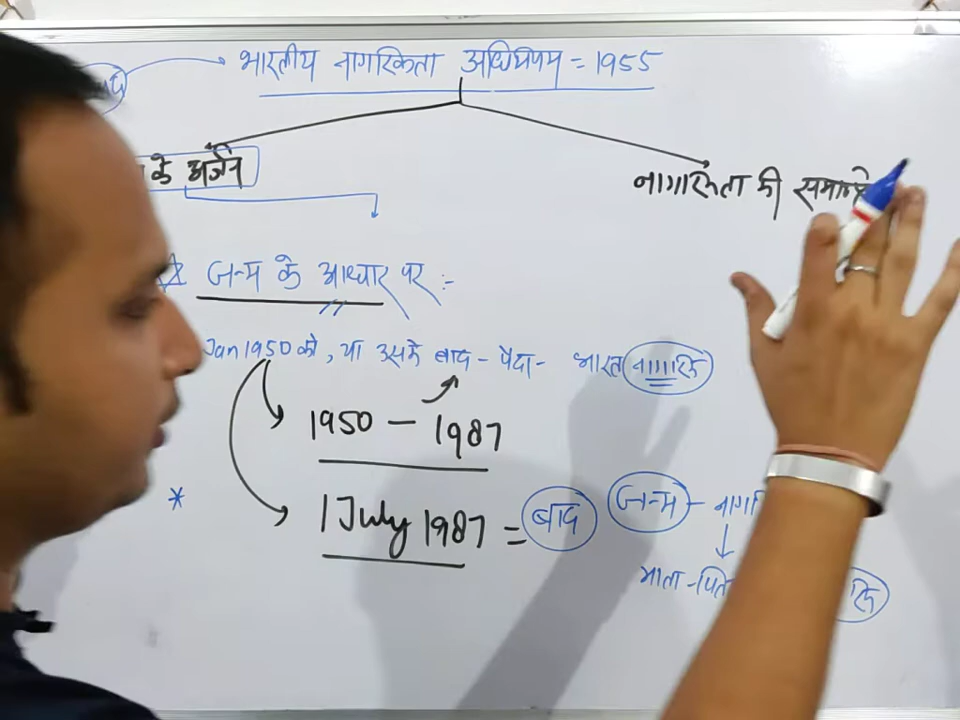 भारतीय नागरिकता अधिनियम = 1955
के अर्जन
नागरिकता की
☆ जन्म के आधार पर :-
Jan 1950 को, या उसके बाद - पैदा - भारत नागरिक
1950 - 1987
* 1 July 1987 = बाद जन्म - नागरि
माता - पिता